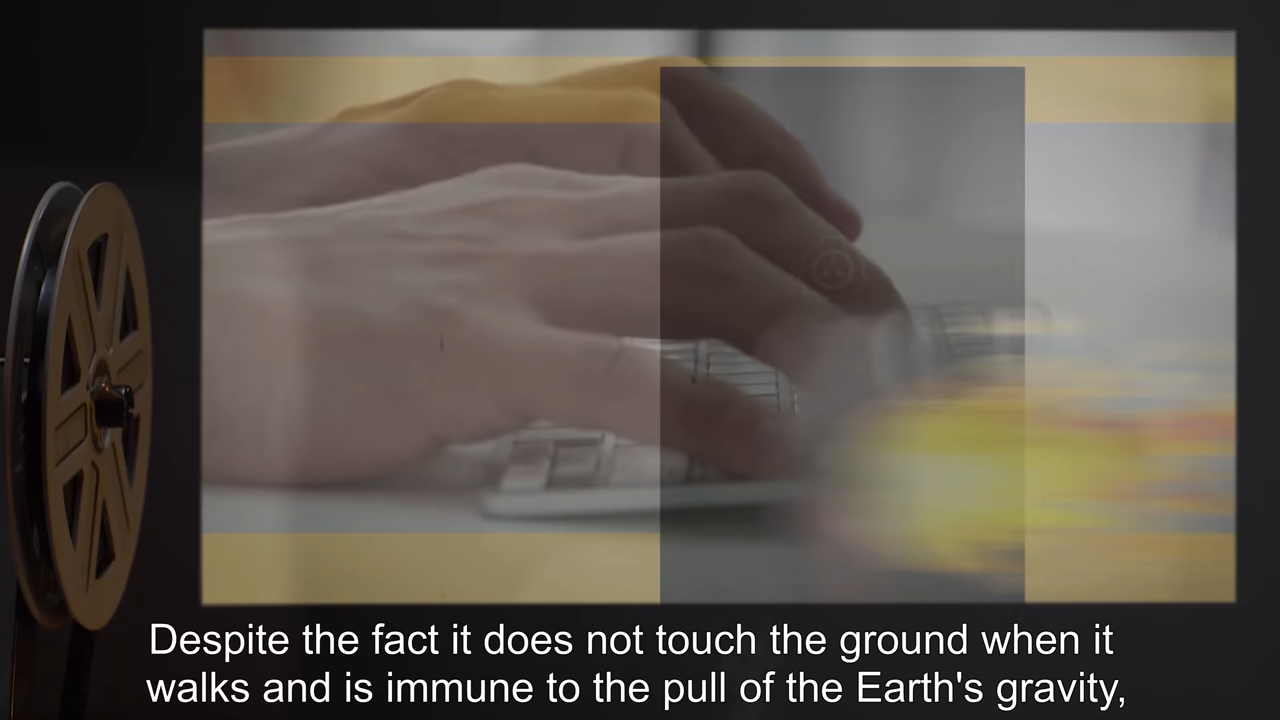 Despite the fact it does not touch the ground when it
walks and is immune to the pull of the Earth's gravity,